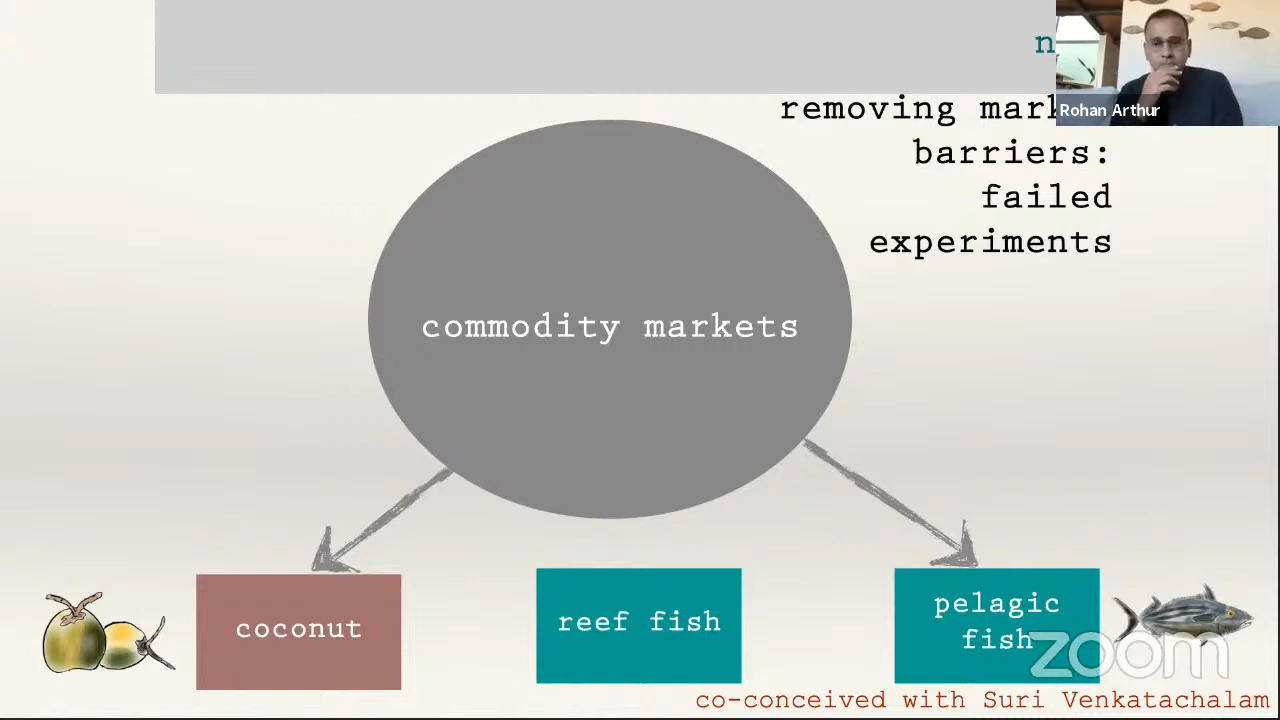 n
Rohan Arthur
removing mark
barriers:
failed
experiments
commodity markets
coconut
reef fish
pelagic
fish
zoom
co-conceived with Suri Venkatachalam